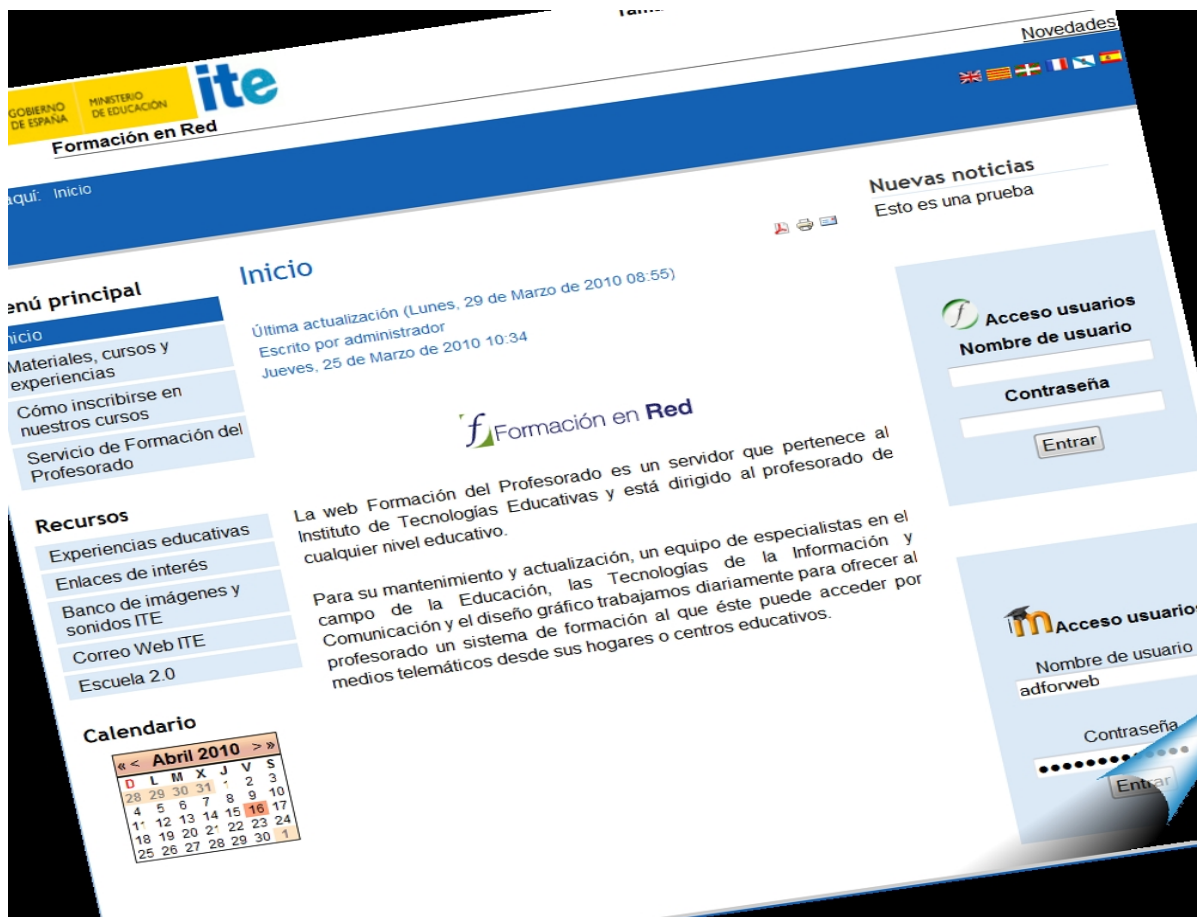 Novedades
GOBIERNO
DE ESPAÑA
MINISTERIO
DE EDUCACIÓN
ite
Formación en Red
aquí: Inicio
Menú principal
Inicio
Materiales, cursos y
experiencias
Cómo inscribirse en
nuestros cursos
Servicio de Formación del
Profesorado
Recursos
Experiencias educativas
Enlaces de interés
Banco de imágenes y
sonidos ITE
Correo Web ITE
Escuela 2.0
Calendario
« < Abril 2010 > »
D L M X J V S
28 29 30 31 1 2 3
4 5 6 7 8 9 10
11 12 13 14 15 16 17
18 19 20 21 22 23 24
25 26 27 28 29 30 1
Inicio
Última actualización (Lunes, 29 de Marzo de 2010 08:55)
Escrito por administrador
Jueves, 25 de Marzo de 2010 10:34
f Formación en Red
La web Formación del Profesorado es un servidor que pertenece al
Instituto de Tecnologías Educativas y está dirigido al profesorado de
cualquier nivel educativo.
Para su mantenimiento y actualización, un equipo de especialistas en el
campo de la Educación, las Tecnologías de la Información y
Comunicación y el diseño gráfico trabajamos diariamente para ofrecer al
profesorado un sistema de formación al que éste puede acceder por
medios telemáticos desde sus hogares o centros educativos.
Nuevas noticias
Esto es una prueba
Acceso usuarios
Nombre de usuario
Contraseña
Entrar
Acceso usuarios
Nombre de usuario
adforweb
Contraseña
Entrar